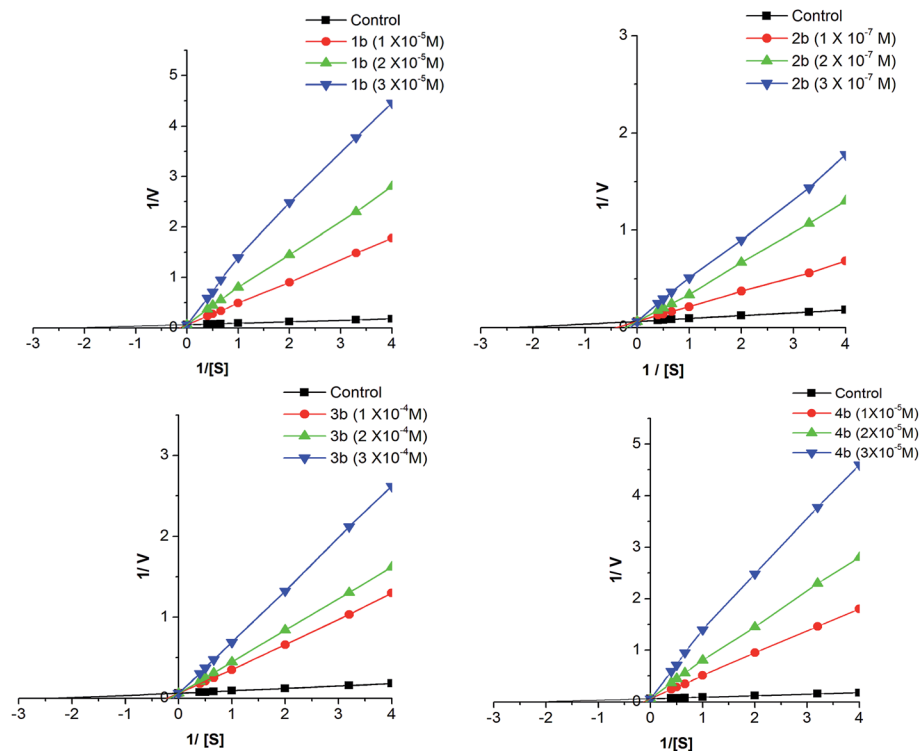 Control
1b (1 X10⁻⁵M)
1b (2 X10⁻⁵M)
1b (3 X10⁻⁵M)
5
4
3
2
1
0
1/V
-3 -2 -1 0 1 2 3 4
1/[S]
Control
2b (1 X 10⁻⁷ M)
2b (2 X 10⁻⁷ M)
2b (3 X 10⁻⁷ M)
3
2
1
0
1/ V
-3 -2 -1 0 1 2 3 4
1 / [S]
Control
3b (1 X10⁻⁴M)
3b (2 X10⁻⁴M)
3b (3 X10⁻⁴M)
3
2
1
0
1/ V
-3 -2 -1 0 1 2 3 4
1/ [S]
Control
4b (1X10⁻⁵M)
4b (2X10⁻⁵M)
4b (3X10⁻⁵M)
5
4
3
2
1
0
1/ V
-3 -2 -1 0 1 2 3 4
1/[S]